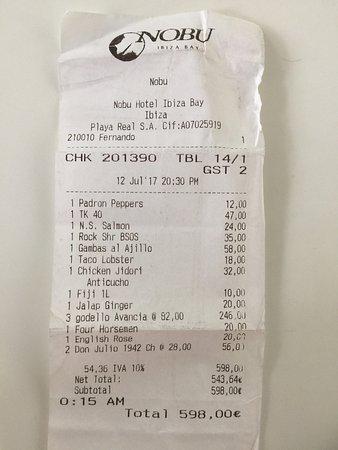 NOBU
IBIZA BAY
Nobu
Nobu Hotel Ibiza Bay
Ibiza
Playa Real S.A. Cif:A07025919
210010 Fernando 1
CHK 201390 TBL 14/1
GST 2
12 Jul'17 20:30 PM
1 Padron Peppers 12,00
1 TK 40 47,00
1 N.S. Salmon 24,00
1 Rock Shr BSOS 35,00
1 Gambas al Ajillo 58,00
1 Taco Lobster 18,00
1 Chicken Jidori 32,00
Anticucho
1 Fiji 1L 10,00
1 Jalap Ginger 20,00
3 godello Avancia @ 82,00 246,00
1 Four Horsemen 20,00
1 English Rose 20,00
2 Don Julio 1942 Ch @ 28,00 56,00
54,36 IVA 10% 598,00
Net Total: 543,64€
Subtotal 598,00€
0:15 AM
Total 598,00€